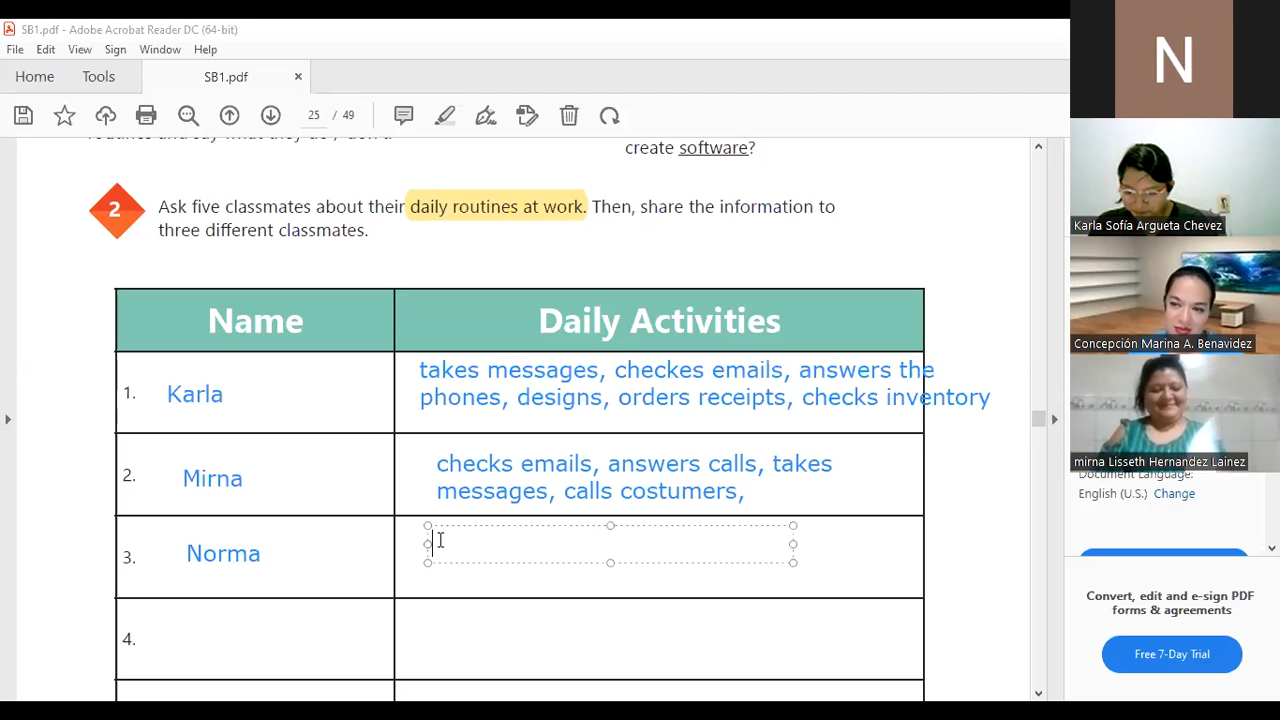 SB1.pdf - Adobe Acrobat Reader DC (64-bit)
File Edit View Sign Window Help
Home Tools SB1.pdf ×
25 / 49
create software?
2 Ask five classmates about their daily routines at work. Then, share the information to
three different classmates.
Name Daily Activities
1. Karla takes messages, checkes emails, answers the
phones, designs, orders receipts, checks inventory
2. Mirna checks emails, answers calls, takes
messages, calls costumers,
3. Norma
4.
N
Karla Sofía Argueta Chevez
Concepción Marina A. Benavidez
mirna Lisseth Hernandez Lainez
Document Language:
English (U.S.) Change
Convert, edit and e-sign PDF
forms & agreements
Free 7-Day Trial